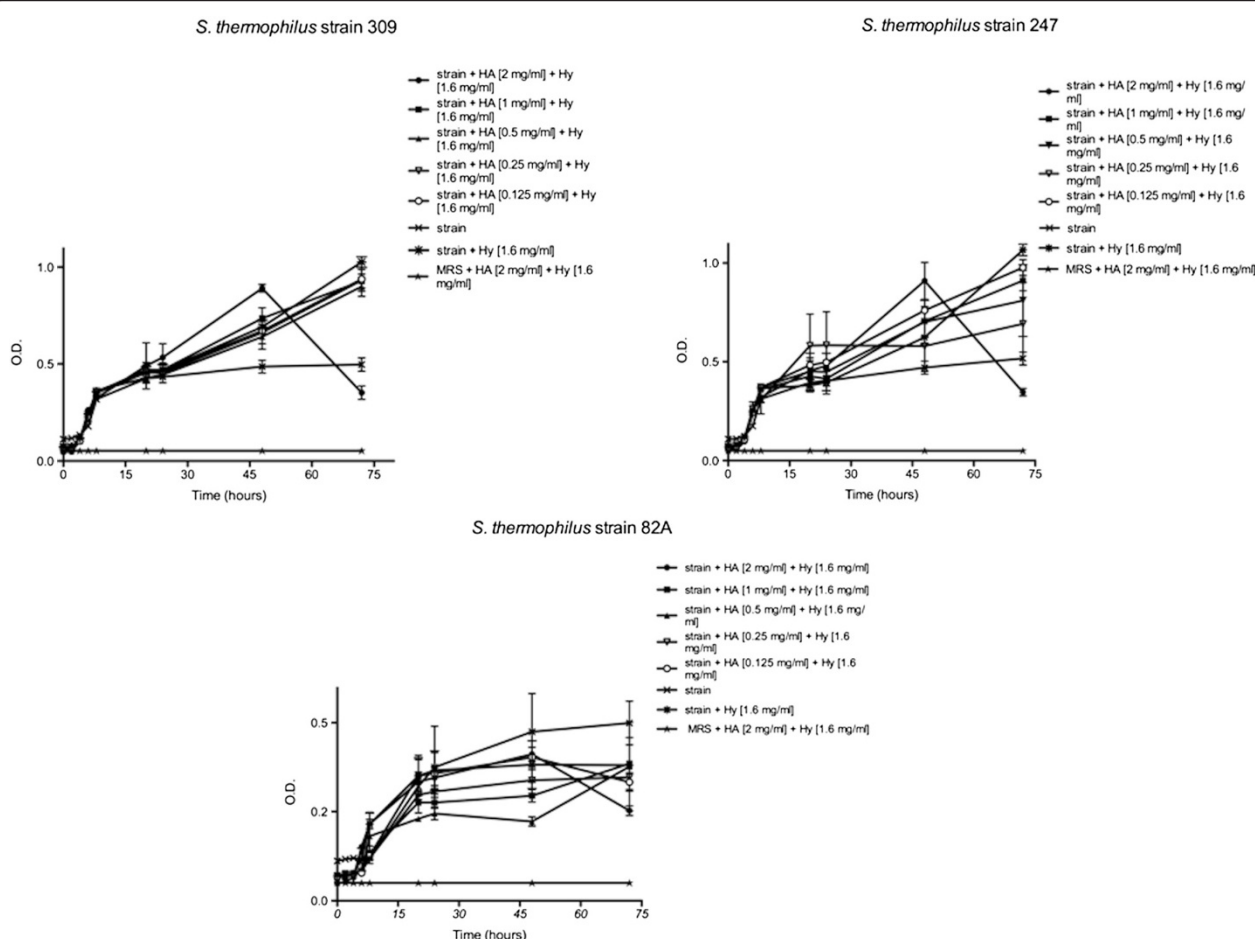 S. thermophilus strain 309
strain + HA [2 mg/ml] + Hy
[1.6 mg/ml]
strain + HA [1 mg/ml] + Hy
[1.6 mg/ml]
strain + HA [0.5 mg/ml] + Hy
[1.6 mg/ml]
strain + HA [0.25 mg/ml] + Hy
[1.6 mg/ml]
strain + HA [0.125 mg/ml] + Hy
[1.6 mg/ml]
strain
strain + Hy [1.6 mg/ml]
MRS + HA [2 mg/ml] + Hy [1.6
mg/ml]
1.0
0.5
0.0
O.D.
0 15 30 45 60 75
Time (hours)
S. thermophilus strain 247
strain + HA [2 mg/ml] + Hy [1.6 mg/
ml]
strain + HA [1 mg/ml] + Hy [1.6 mg/
ml]
strain + HA [0.5 mg/ml] + Hy [1.6
mg/ml]
strain + HA [0.25 mg/ml] + Hy [1.6
mg/ml]
strain + HA [0.125 mg/ml] + Hy [1.6
mg/ml]
strain
strain + Hy [1.6 mg/ml]
MRS + HA [2 mg/ml] + Hy [1.6 mg/ml]
1.0
0.5
0.0
O.D.
0 15 30 45 60 75
Time (hours)
S. thermophilus strain 82A
strain + HA [2 mg/ml] + Hy [1.6 mg/ml]
strain + HA [1 mg/ml] + Hy [1.6 mg/ml]
strain + HA [0.5 mg/ml] + Hy [1.6 mg/
ml]
strain + HA [0.25 mg/ml] + Hy [1.6
mg/ml]
strain + HA [0.125 mg/ml] + Hy [1.6
mg/ml]
strain
strain + Hy [1.6 mg/ml]
MRS + HA [2 mg/ml] + Hy [1.6 mg/ml]
0.5
0.2
0.0
O.D.
0 15 30 45 60 75
Time (hours)